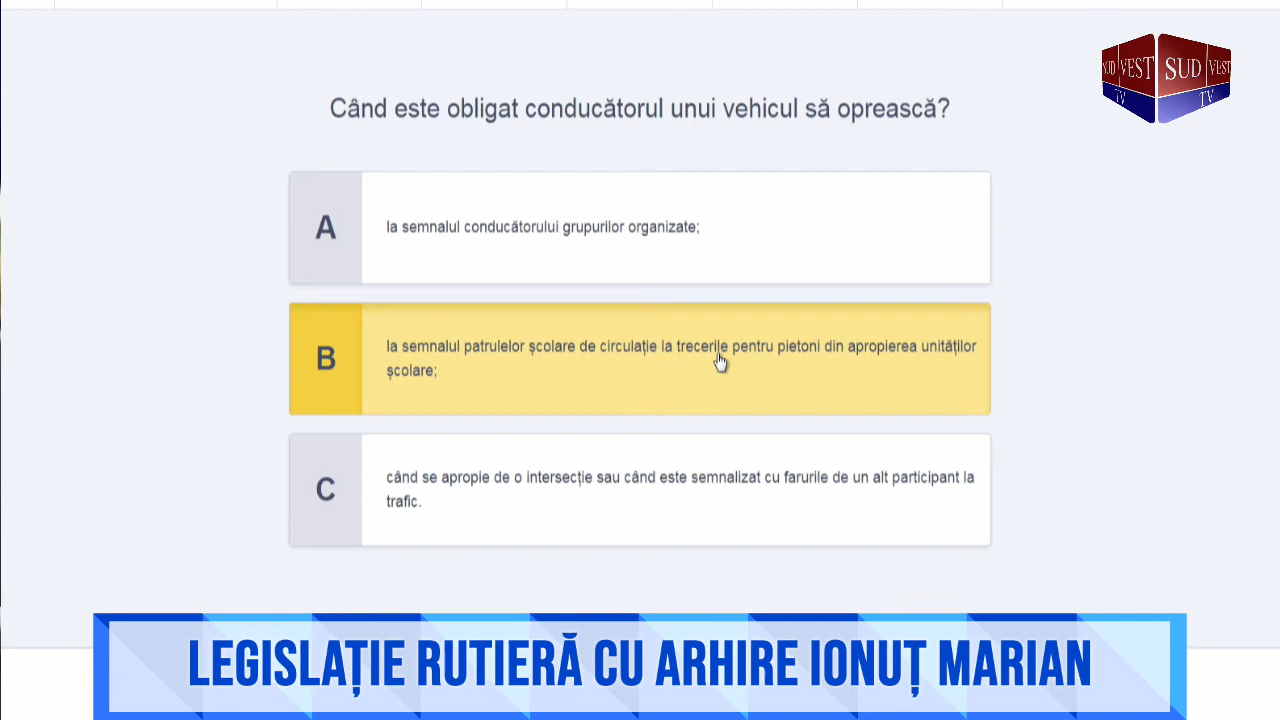 SUD VEST SUD VEST
TV TV
Când este obligat conducătorul unui vehicul să oprească?
A
la semnalul conducătorului grupurilor organizate;
B
la semnalul patrulelor școlare de circulație la trecerile pentru pietoni din apropierea unităților
școlare;
C
când se apropie de o intersecție sau când este semnalizat cu farurile de un alt participant la
trafic.
LEGISLAȚIE RUTIERĂ CU ARHIRE IONUȚ MARIAN